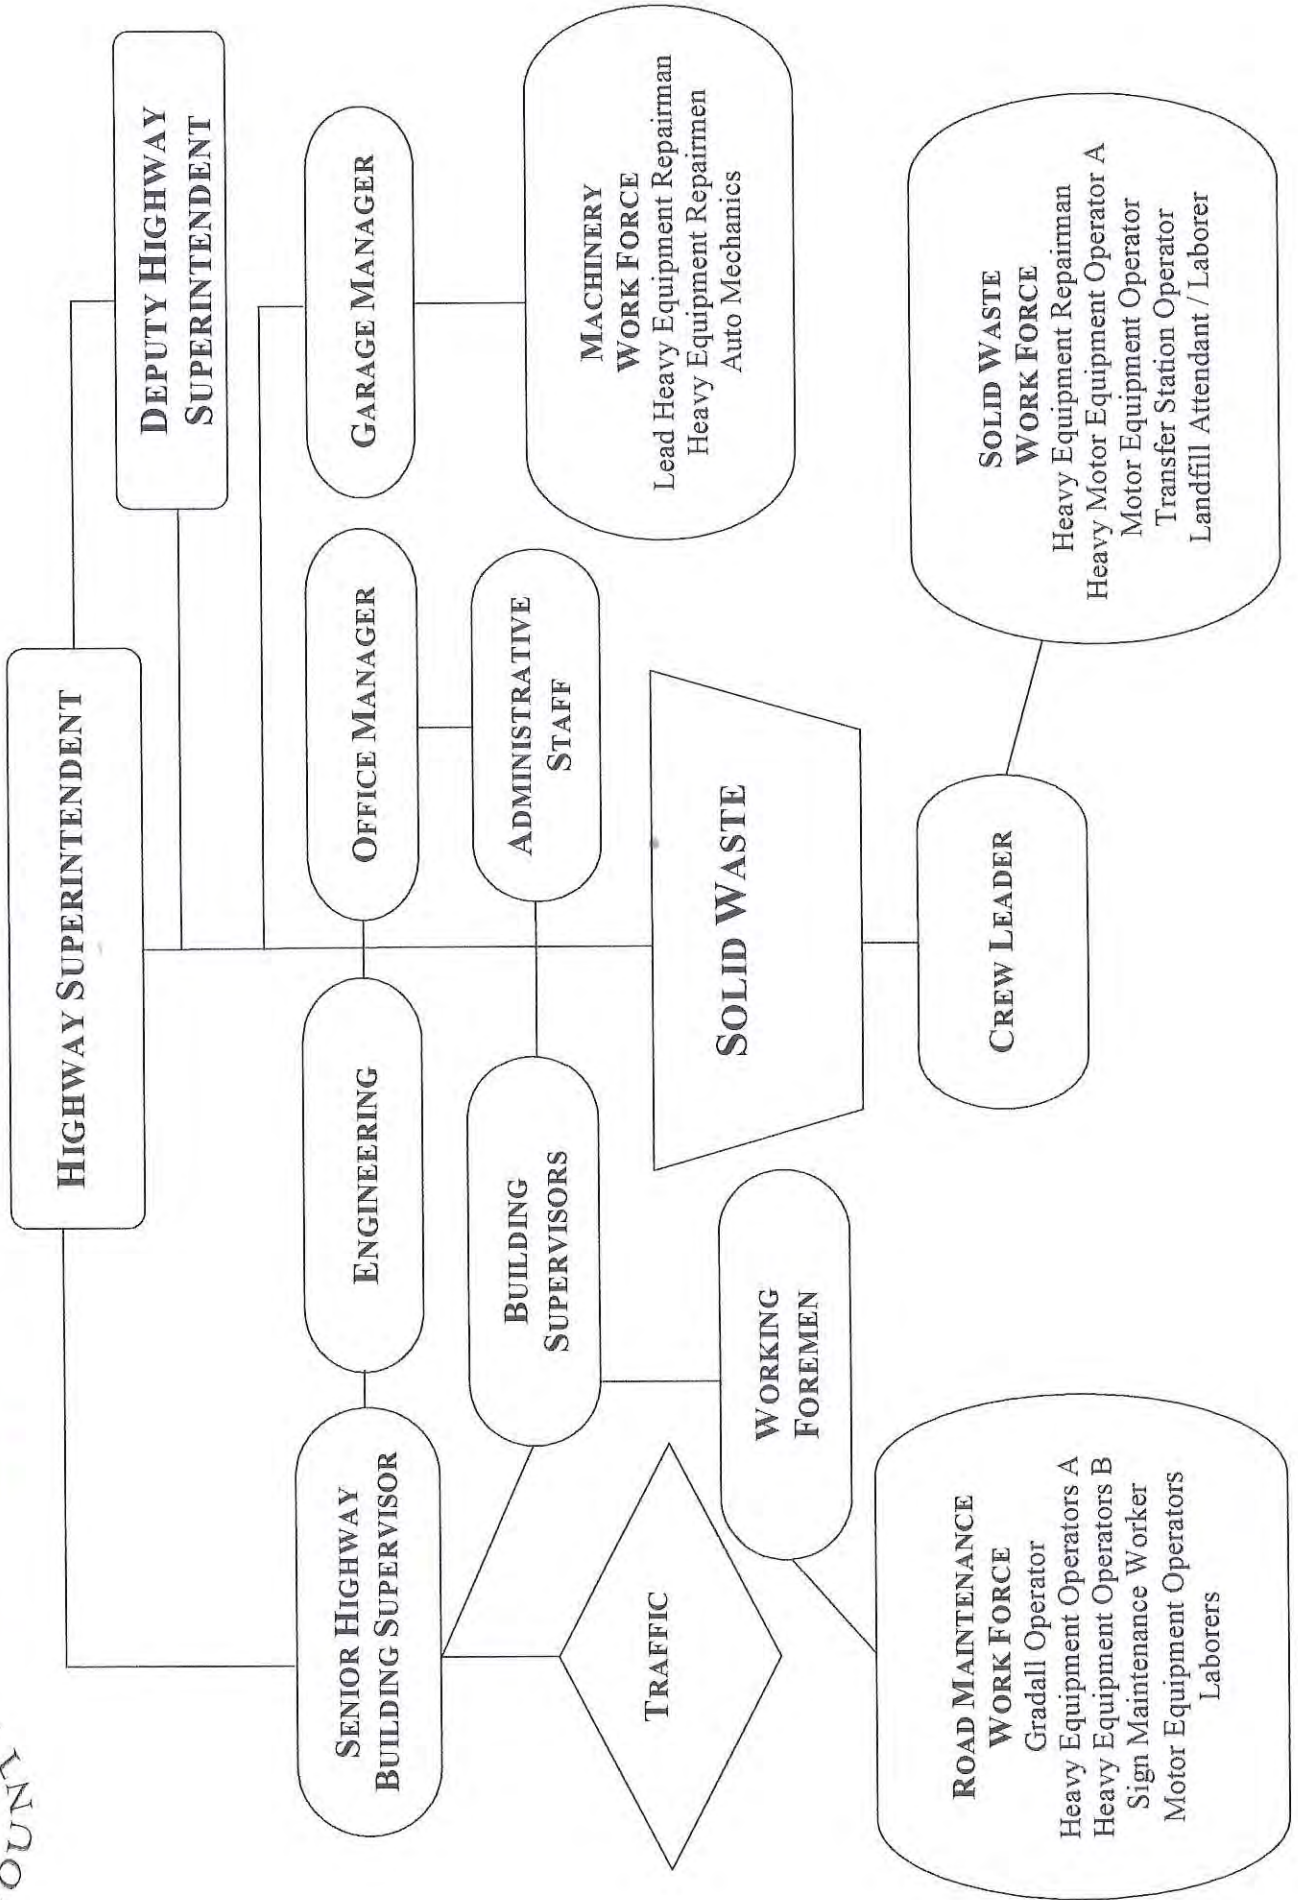 HIGHWAY SUPERINTENDENT
DEPUTY HIGHWAY
SUPERINTENDENT
SENIOR HIGHWAY
BUILDING SUPERVISOR
ENGINEERING
OFFICE MANAGER
GARAGE MANAGER
BUILDING
SUPERVISORS
ADMINISTRATIVE
STAFF
MACHINERY
WORK FORCE
Lead Heavy Equipment Repairman
Heavy Equipment Repairmen
Auto Mechanics
TRAFFIC
WORKING
FOREMEN
SOLID WASTE
ROAD MAINTENANCE
WORK FORCE
Gradall Operator
Heavy Equipment Operators A
Heavy Equipment Operators B
Sign Maintenance Worker
Motor Equipment Operators
Laborers
CREW LEADER
SOLID WASTE
WORK FORCE
Heavy Equipment Repairman
Heavy Motor Equipment Operator A
Motor Equipment Operator
Transfer Station Operator
Landfill Attendant / Laborer